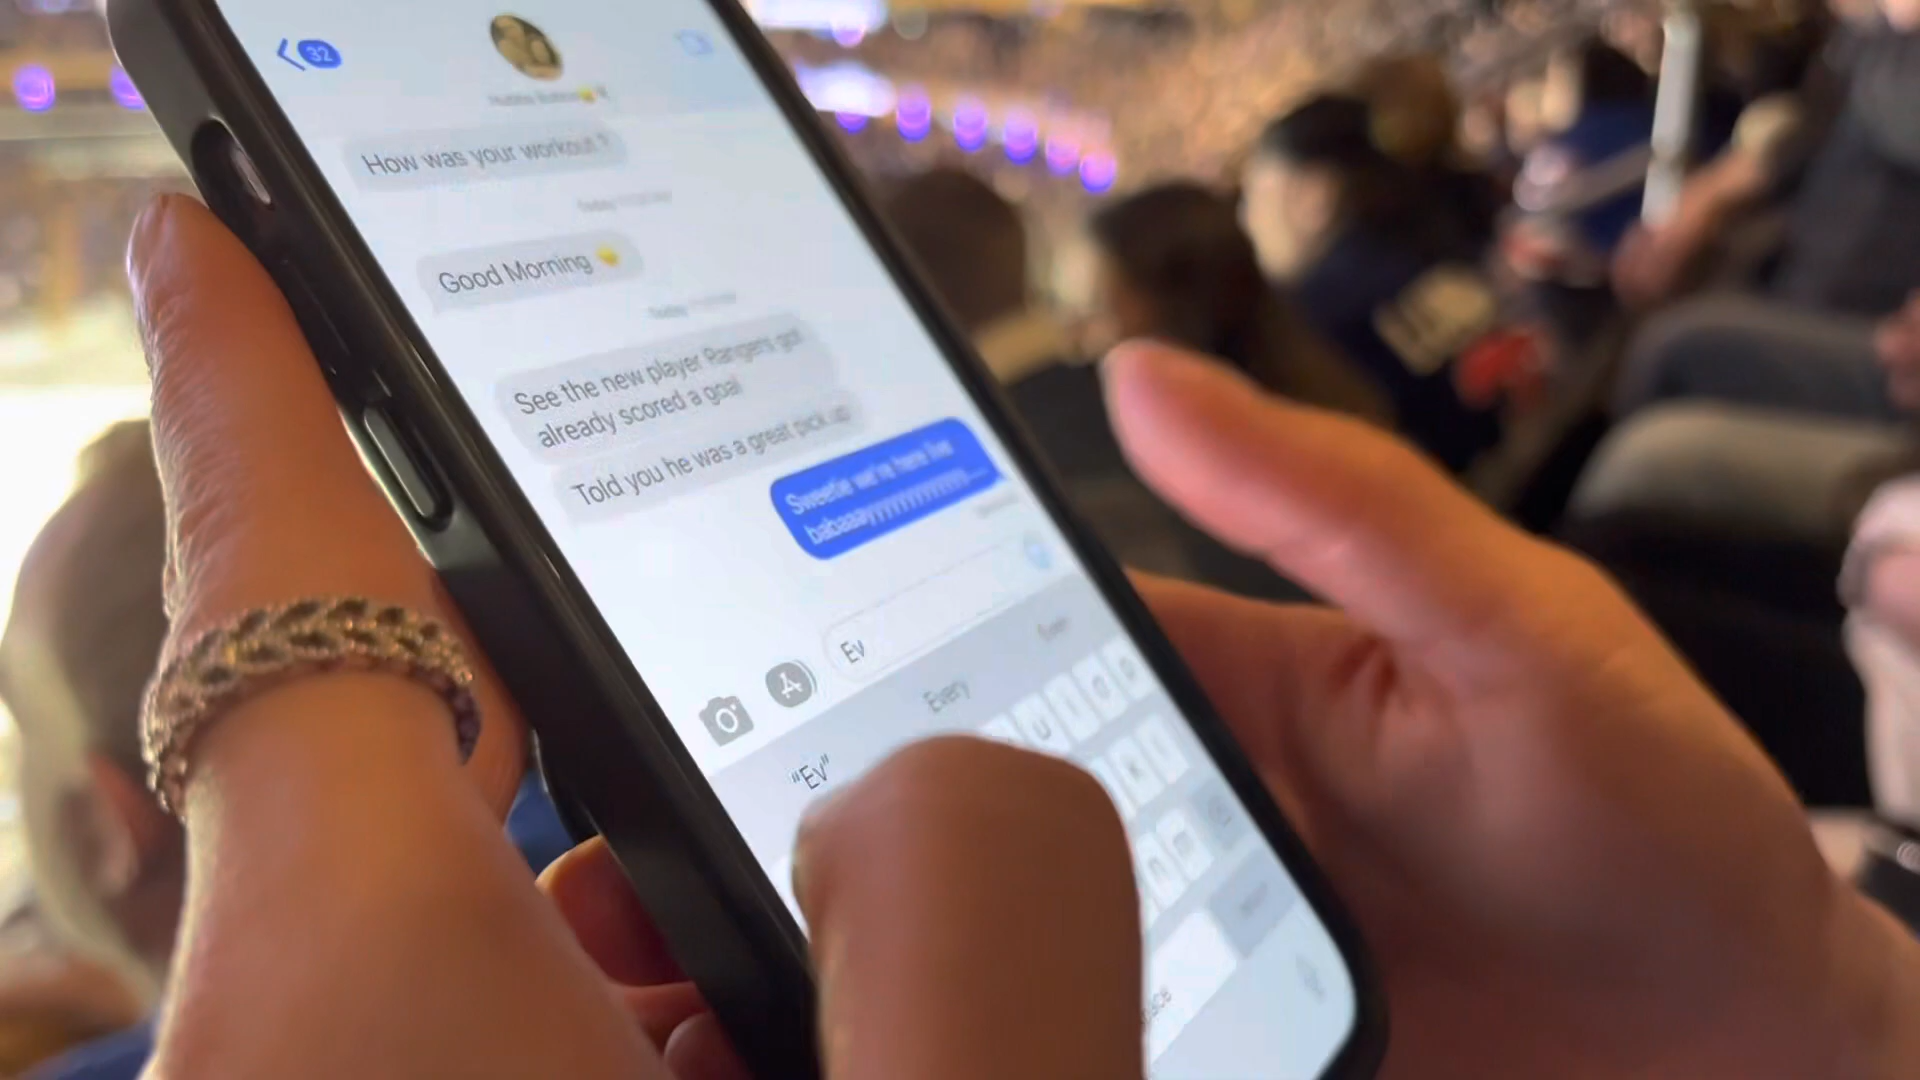 32
How was your workout ?
Good Morning
See the new player Rangers got
already scored a goal
Told you he was a great pick up
Sweetie we're here live
babaaayyyyyyyyyyyy....
Ev
"Ev"
Every